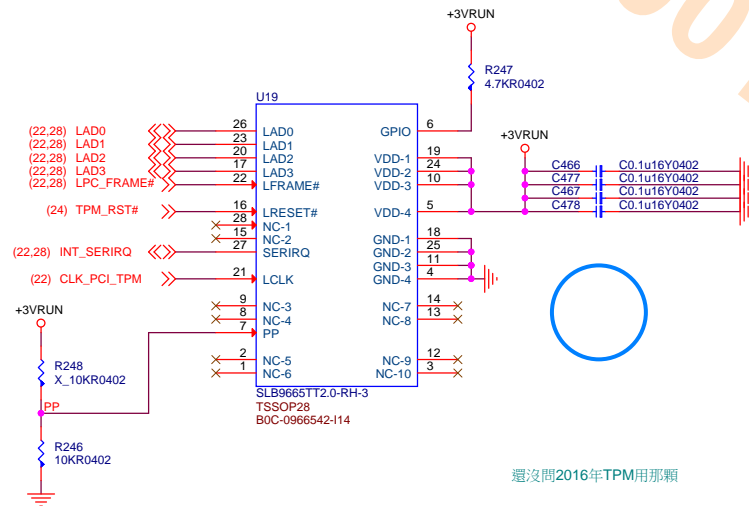 +3VRUN
R247
4.7KR0402
U19
(22,28) LAD0 26 LAD0 GPIO 6
(22,28) LAD1 23 LAD1 VDD-1 19
(22,28) LAD2 20 LAD2 VDD-2 24
(22,28) LAD3 17 LAD3 VDD-3 10
(22,28) LPC_FRAME# 22 LFRAME#
+3VRUN
C466 C0.1u16Y0402
C477 C0.1u16Y0402
C467 C0.1u16Y0402
C478 C0.1u16Y0402
(24) TPM_RST# 16 LRESET# VDD-4 5
28 NC-1
15 NC-2 GND-1 18
(22,28) INT_SERIRQ 27 SERIRQ GND-2 25
GND-3 11
(22) CLK_PCI_TPM 21 LCLK GND-4 4
9 NC-3 NC-7 14
8 NC-4 NC-8 13
7 PP
2 NC-5 NC-9 12
1 NC-6 NC-10 3
+3VRUN
R248
X_10KR0402
PP
R246
10KR0402
SLB9665TT2.0-RH-3
TSSOP28
B0C-0966542-I14
還沒問2016年TPM用那顆